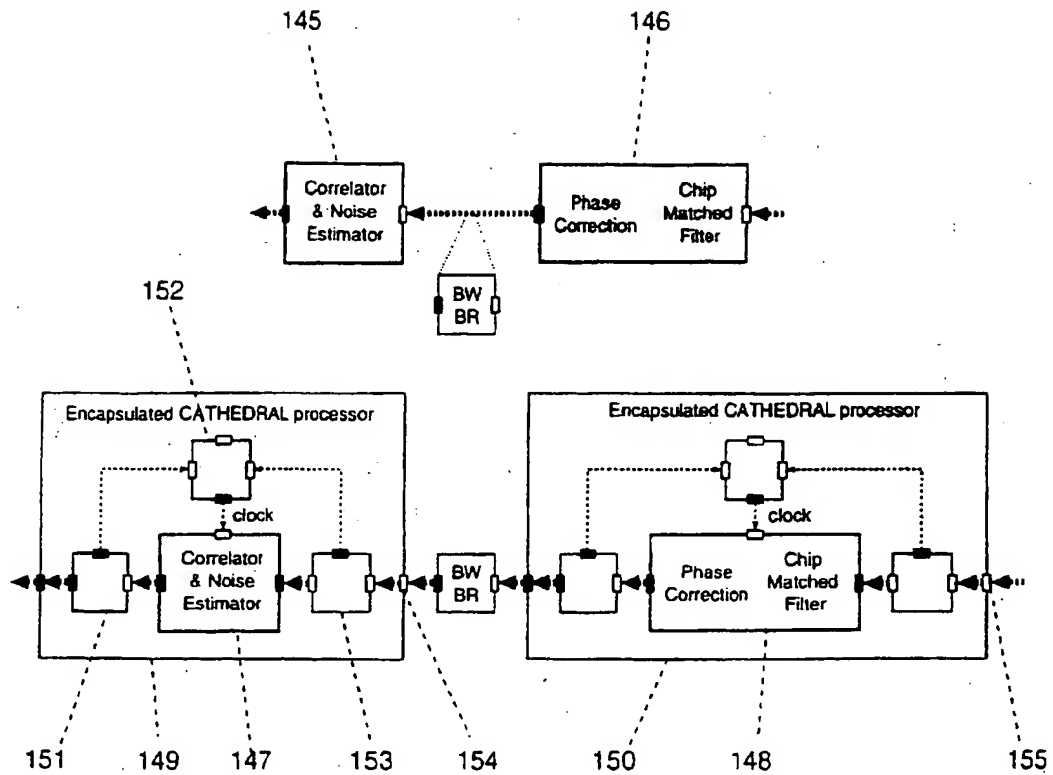 145
146
Correlator
& Noise
Estimator
Phase
Correction
Chip
Matched
Filter
BW
BR
152
Encapsulated CATHEDRAL processor
clock
Correlator
& Noise
Estimator
BW
BR
Encapsulated CATHEDRAL processor
clock
Phase
Correction
Chip
Matched
Filter
151
149
147
153
154
150
148
155